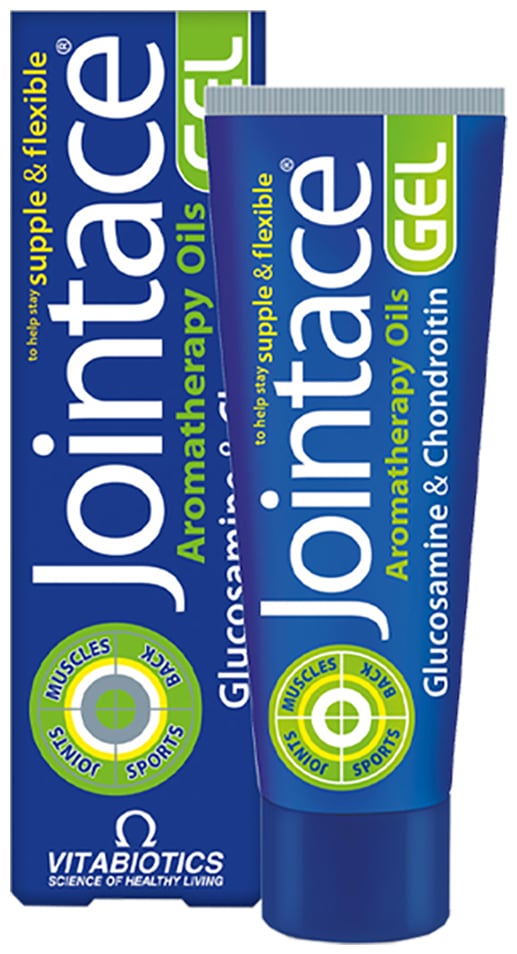 to help stay supple & flexible
Jointace®
GEL
Aromatherapy Oils
Glucosamine &
MUSCLES
BACK
JOINTS
SPORTS
VITABIOTICS
SCIENCE OF HEALTHY LIVING
to help stay supple & flexible
Jointace®
GEL
Aromatherapy Oils
Glucosamine & Chondroitin
MUSCLES
BACK
JOINTS
SPORTS